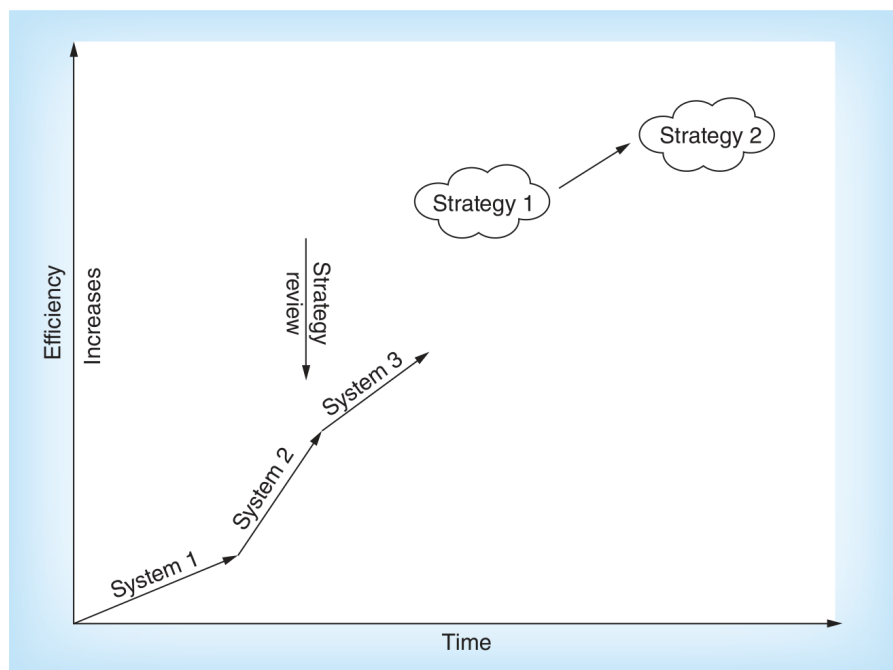 Strategy 2
Strategy 1
Strategy
review
Efficiency
Increases
System 3
System 2
System 1
Time